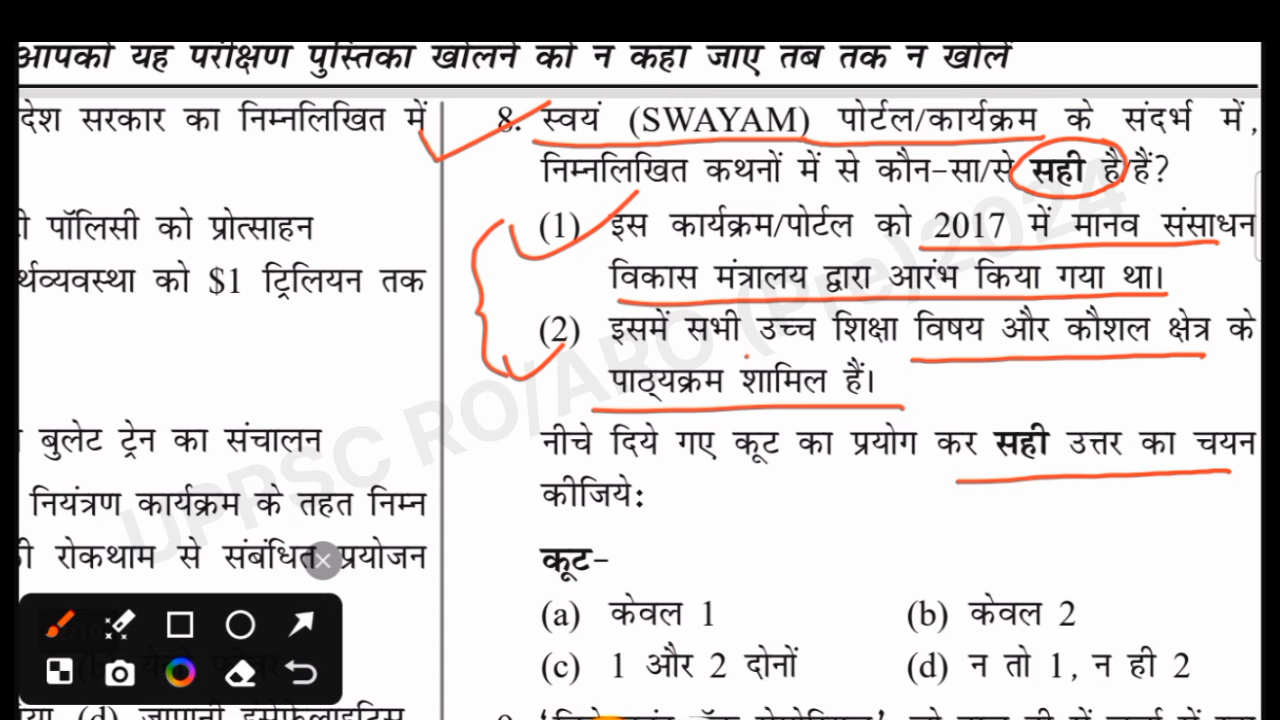 आपको यह परीक्षण पुस्तिका खोलने को न कहा जाए तब तक न खोलें
देश सरकार का निम्नलिखित में
पॉलिसी को प्रोत्साहन
र्थव्यवस्था को $1 ट्रिलियन तक
बुलेट ट्रेन का संचालन
नियंत्रण कार्यक्रम के तहत निम्न
रोकथाम से संबंधित प्रयोजन
(d) जापानी इंसेफेलाइटिस
8. स्वयं (SWAYAM) पोर्टल/कार्यक्रम के संदर्भ में,
निम्नलिखित कथनों में से कौन-सा/से सही है/हैं?
(1) इस कार्यक्रम/पोर्टल को 2017 में मानव संसाधन
विकास मंत्रालय द्वारा आरंभ किया गया था।
(2) इसमें सभी उच्च शिक्षा विषय और कौशल क्षेत्र के
पाठ्यक्रम शामिल हैं।
नीचे दिये गए कूट का प्रयोग कर सही उत्तर का चयन
कीजिये:
कूट-
(a) केवल 1 (b) केवल 2
(c) 1 और 2 दोनों (d) न तो 1, न ही 2
UPPSC RO/ARO (Pre) 2024